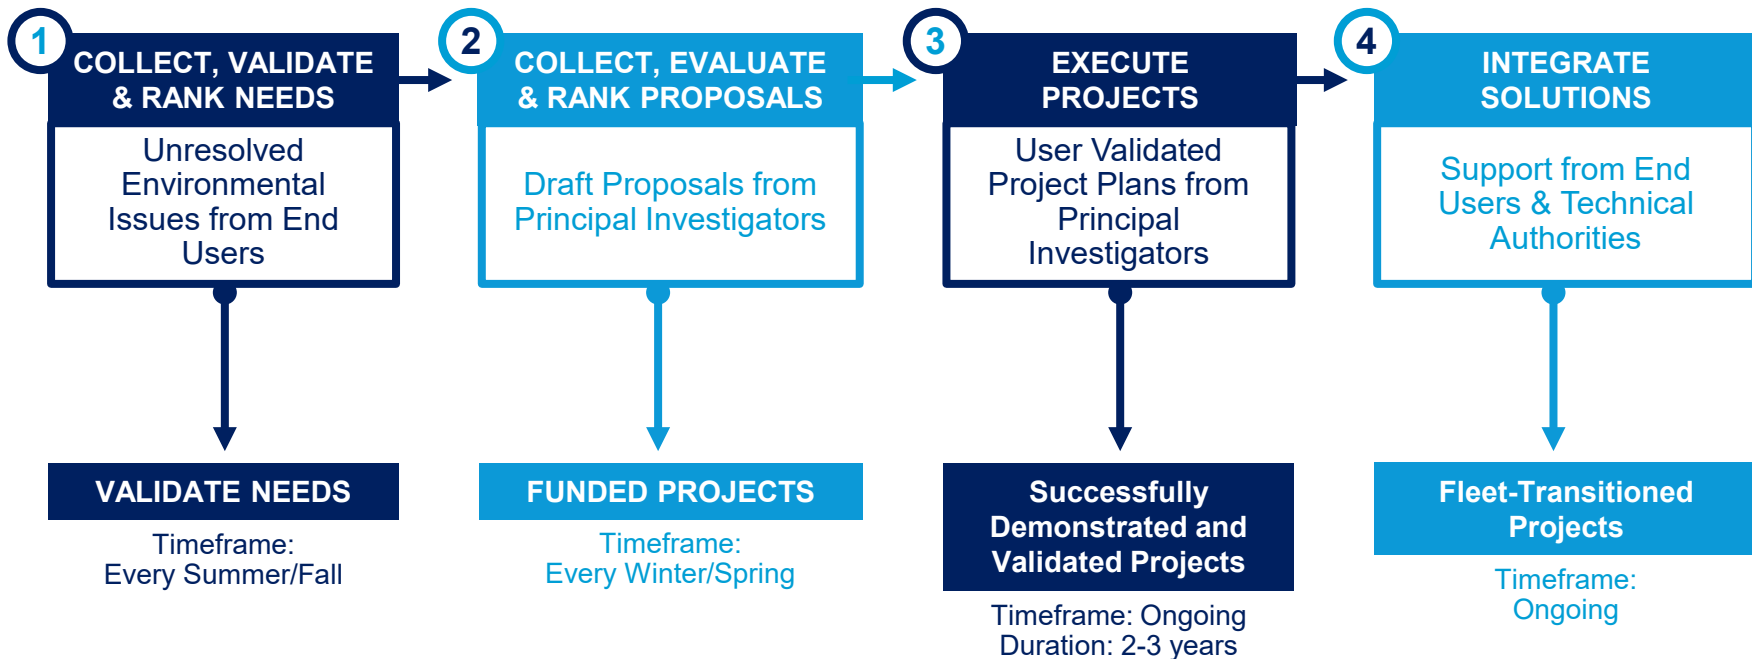 1
COLLECT, VALIDATE
& RANK NEEDS
Unresolved
Environmental
Issues from End
Users
VALIDATE NEEDS
Timeframe:
Every Summer/Fall
2
COLLECT, EVALUATE
& RANK PROPOSALS
Draft Proposals from
Principal Investigators
FUNDED PROJECTS
Timeframe:
Every Winter/Spring
3
EXECUTE
PROJECTS
User Validated
Project Plans from
Principal
Investigators
Successfully
Demonstrated and
Validated Projects
Timeframe: Ongoing
Duration: 2-3 years
4
INTEGRATE
SOLUTIONS
Support from End
Users & Technical
Authorities
Fleet-Transitioned
Projects
Timeframe:
Ongoing